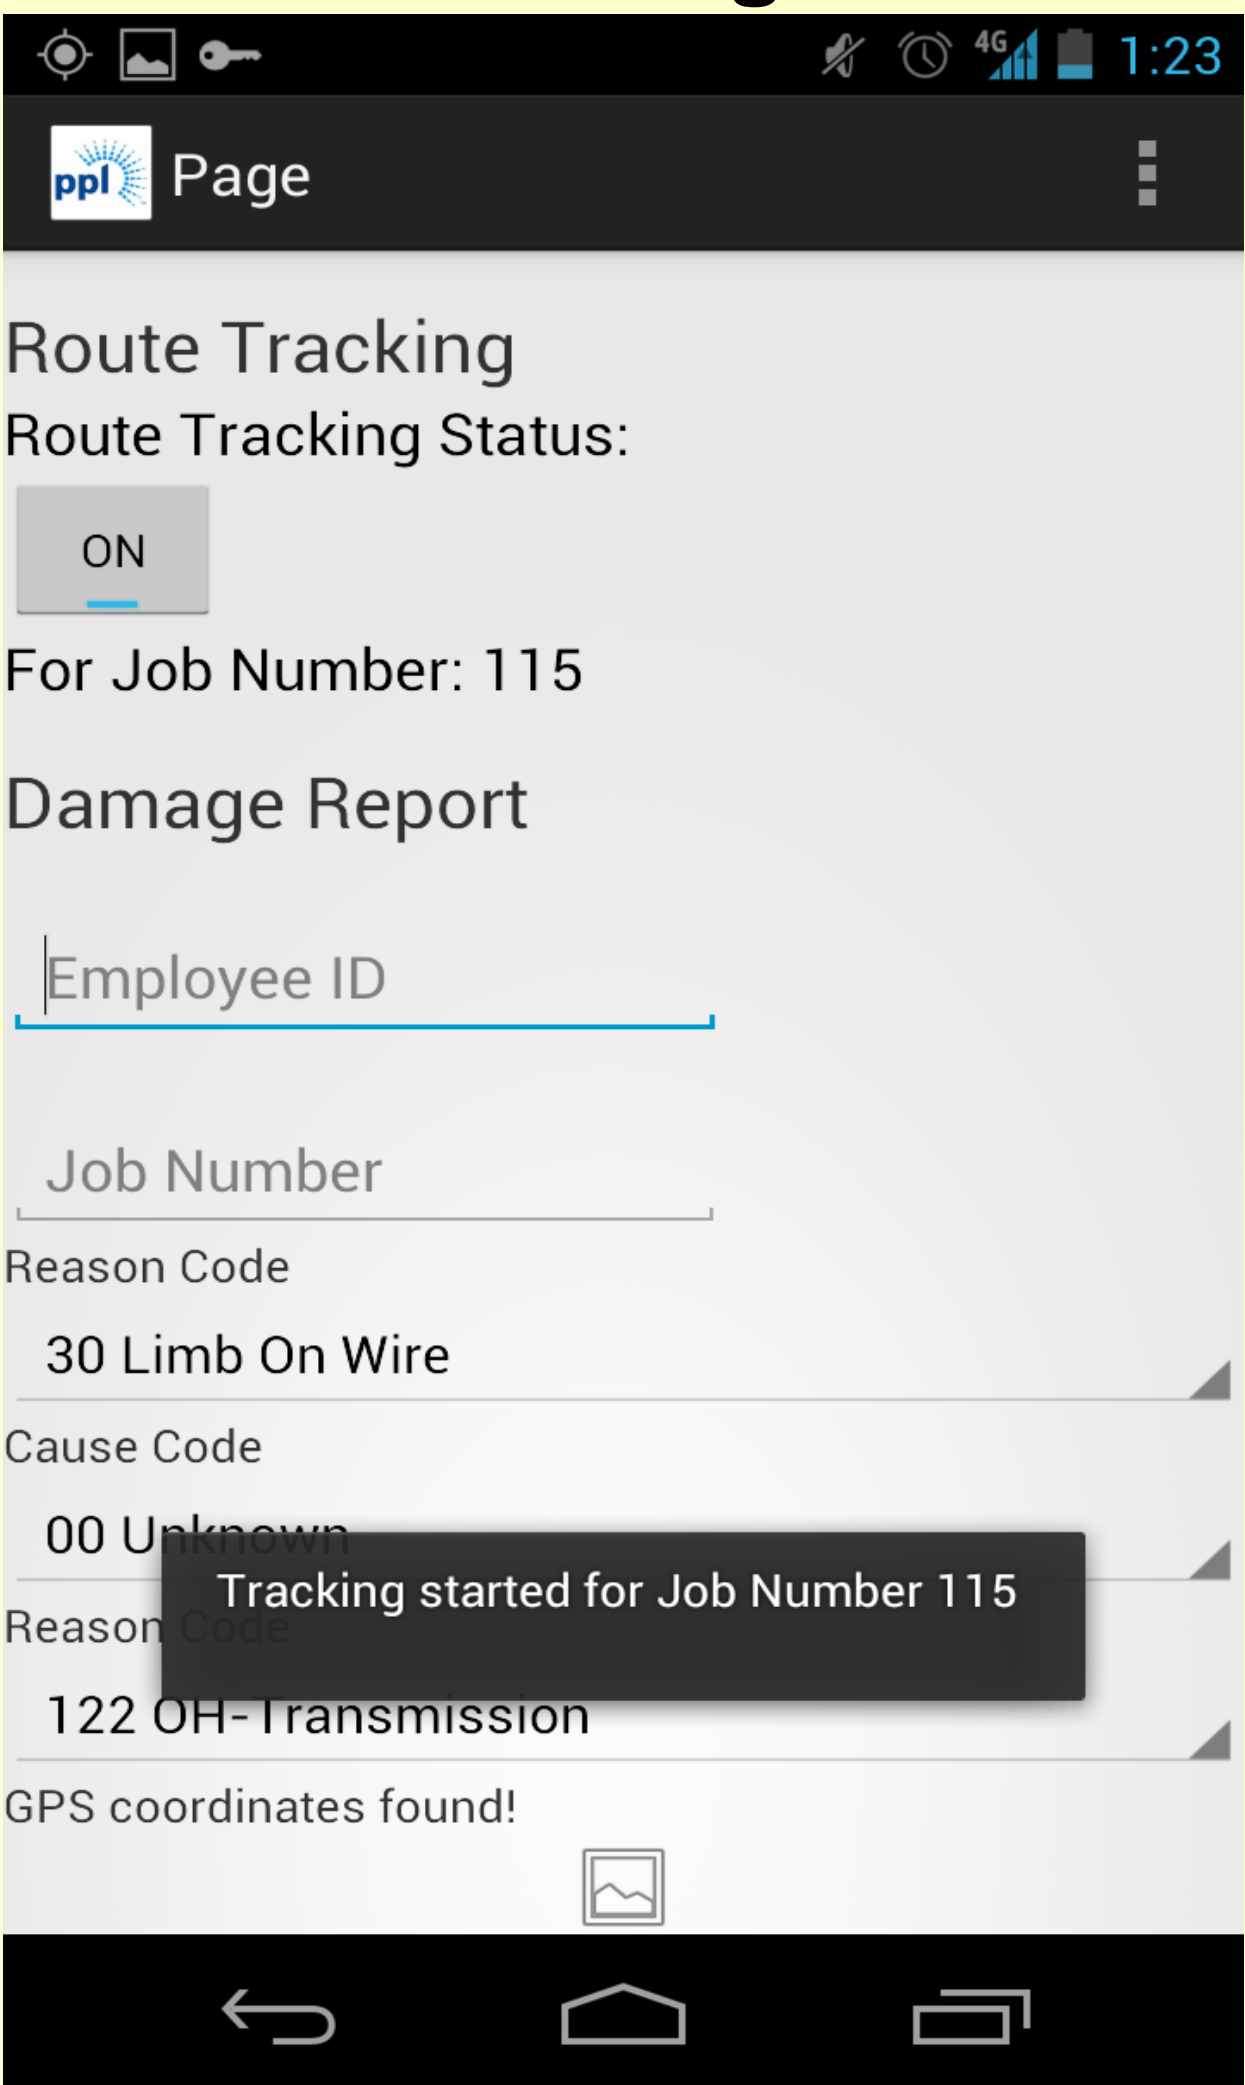 4G 1:23
ppl Page
Route Tracking
Route Tracking Status:
ON
For Job Number: 115
Damage Report
Employee ID
Job Number
Reason Code
30 Limb On Wire
Cause Code
00 Unknown
Tracking started for Job Number 115
Reason Code
122 OH-Transmission
GPS coordinates found!